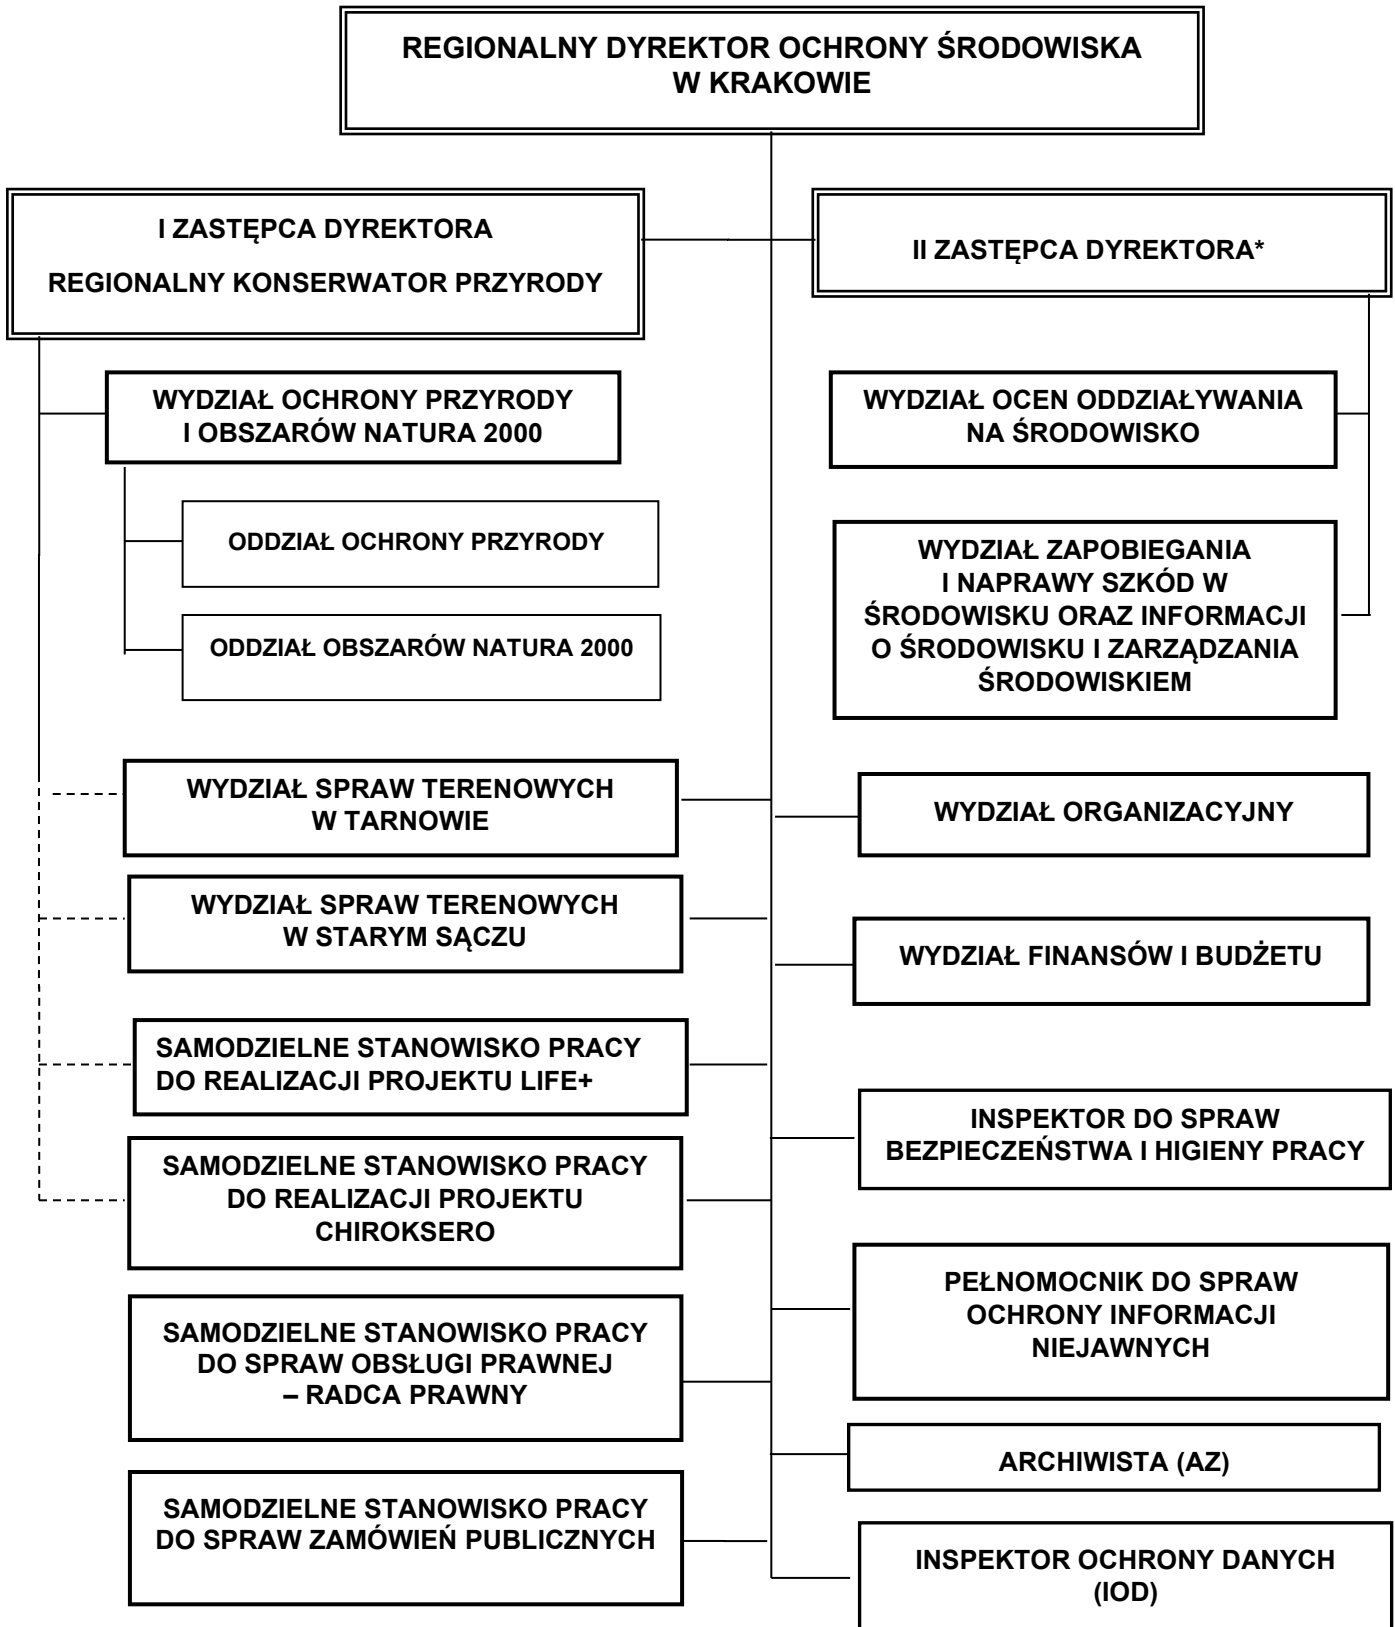 REGIONALNY DYREKTOR OCHRONY ŚRODOWISKA
W KRAKOWIE
I ZASTĘPCA DYREKTORA
REGIONALNY KONSERWATOR PRZYRODY
II ZASTĘPCA DYREKTORA*
WYDZIAŁ OCHRONY PRZYRODY
I OBSZARÓW NATURA 2000
ODDZIAŁ OCHRONY PRZYRODY
ODDZIAŁ OBSZARÓW NATURA 2000
WYDZIAŁ OCEN ODDZIAŁYWANIA
NA ŚRODOWISKO
WYDZIAŁ ZAPOBIEGANIA
I NAPRAWY SZKÓD W
ŚRODOWISKU ORAZ INFORMACJI
O ŚRODOWISKU I ZARZĄDZANIA
ŚRODOWISKIEM
WYDZIAŁ SPRAW TERENOWYCH
W TARNOWIE
WYDZIAŁ SPRAW TERENOWYCH
W STARYM SĄCZU
SAMODZIELNE STANOWISKO PRACY
DO REALIZACJI PROJEKTU LIFE+
SAMODZIELNE STANOWISKO PRACY
DO REALIZACJI PROJEKTU
CHIROKSERO
SAMODZIELNE STANOWISKO PRACY
DO SPRAW OBSŁUGI PRAWNEJ
– RADCA PRAWNY
SAMODZIELNE STANOWISKO PRACY
DO SPRAW ZAMÓWIEŃ PUBLICZNYCH
WYDZIAŁ ORGANIZACYJNY
WYDZIAŁ FINANSÓW I BUDŻETU
INSPEKTOR DO SPRAW
BEZPIECZEŃSTWA I HIGIENY PRACY
PEŁNOMOCNIK DO SPRAW
OCHRONY INFORMACJI
NIEJAWNYCH
ARCHIWISTA (AZ)
INSPEKTOR OCHRONY DANYCH
(IOD)